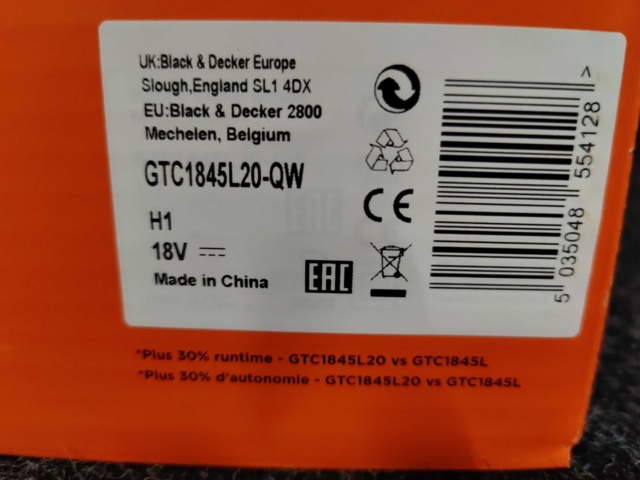 UK:Black & Decker Europe
Slough,England SL1 4DX
EU:Black & Decker 2800
Mechelen, Belgium
GTC1845L20-QW
H1
18V
Made in China
EAC
CE
5 035048 554128 >
*Plus 30% runtime - GTC1845L20 vs GTC1845L
*Plus 30% d'autonomie - GTC1845L20 vs GTC1845L